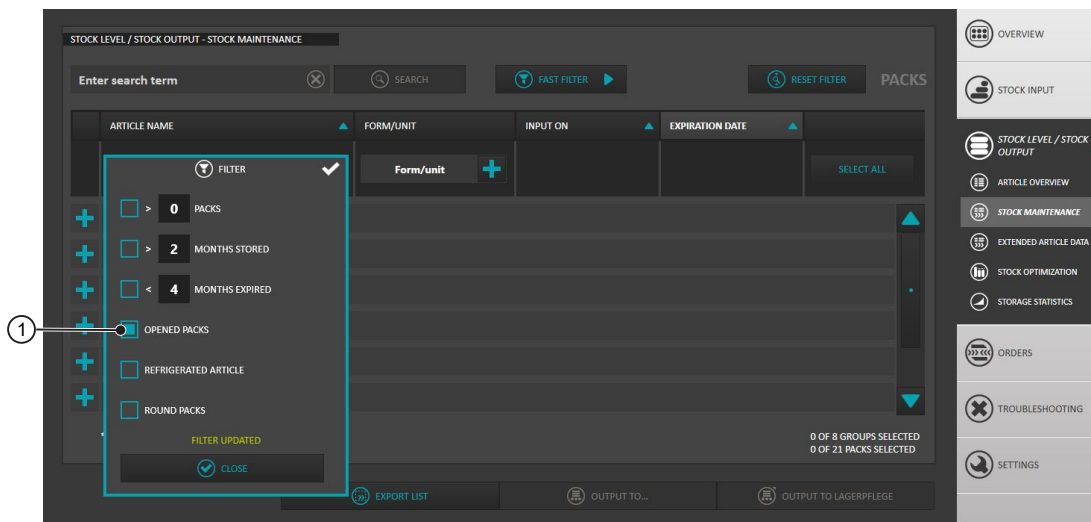 STOCK LEVEL / STOCK OUTPUT - STOCK MAINTENANCE
Enter search term
SEARCH
FAST FILTER
RESET FILTER
PACKS
ARTICLE NAME
FORM/UNIT
INPUT ON
EXPIRATION DATE
FILTER
Form/unit
SELECT ALL
> 0 PACKS
> 2 MONTHS STORED
< 4 MONTHS EXPIRED
1
OPENED PACKS
REFRIGERATED ARTICLE
ROUND PACKS
FILTER UPDATED
CLOSE
0 OF 8 GROUPS SELECTED
0 OF 21 PACKS SELECTED
EXPORT LIST
OUTPUT TO...
OUTPUT TO LAGERPFLEGE
OVERVIEW
STOCK INPUT
STOCK LEVEL / STOCK
OUTPUT
ARTICLE OVERVIEW
STOCK MAINTENANCE
EXTENDED ARTICLE DATA
STOCK OPTIMIZATION
STORAGE STATISTICS
ORDERS
TROUBLESHOOTING
SETTINGS